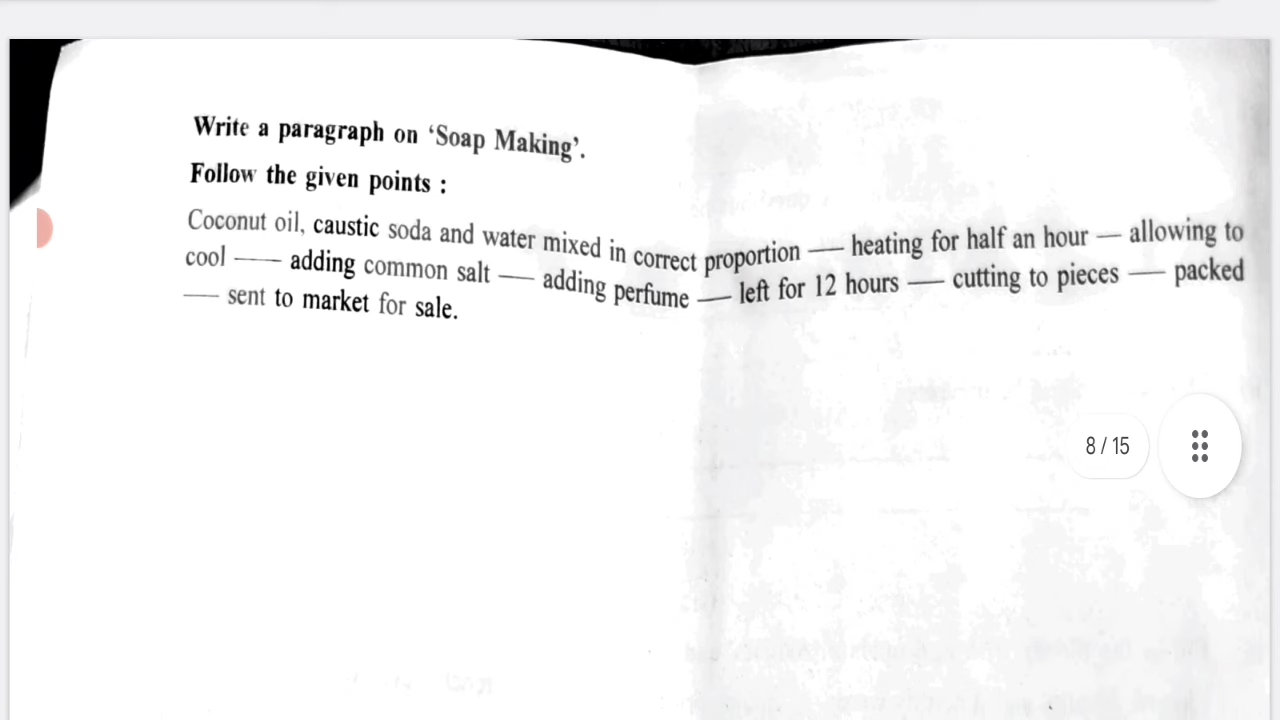 Write a paragraph on ‘Soap Making’.
Follow the given points :
Coconut oil, caustic soda and water mixed in correct proportion — heating for half an hour — allowing to
cool — adding common salt — adding perfume — left for 12 hours — cutting to pieces — packed
— sent to market for sale.
8 / 15